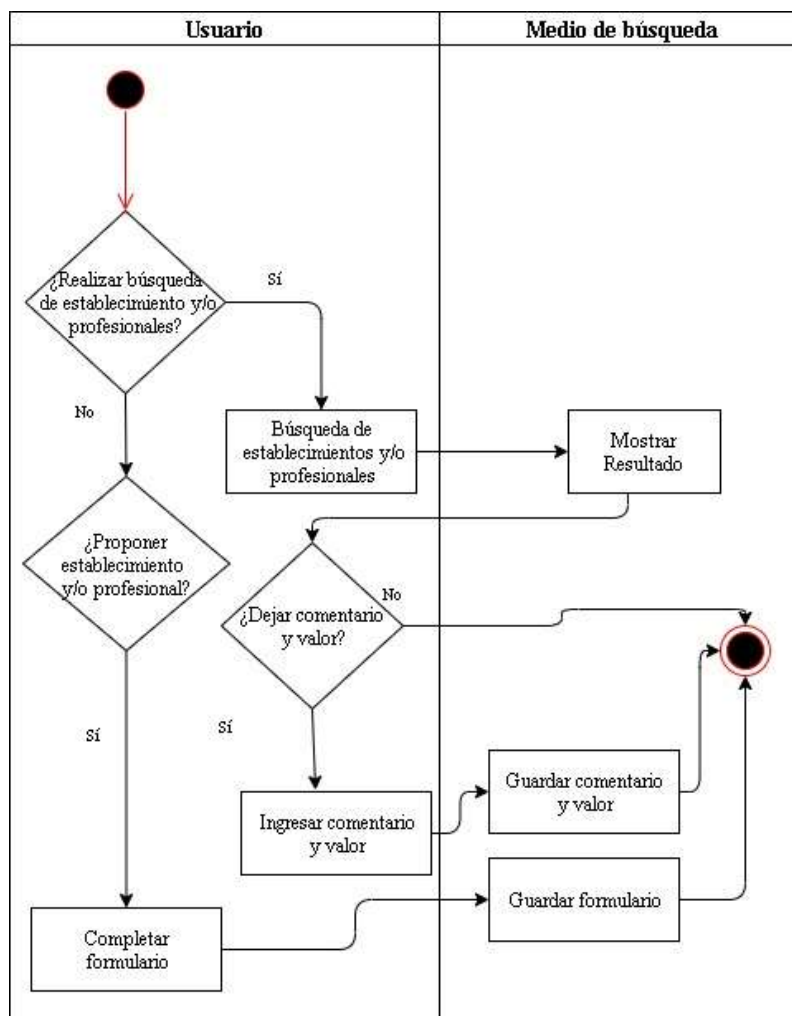 Usuario
Medio de búsqueda
¿Realizar búsqueda
de establecimiento y/o
profesionales?
Sí
No
Búsqueda de
establecimientos y/o
profesionales
Mostrar
Resultado
¿Proponer
establecimiento
y/o profesional?
¿Dejar comentario
y valor?
No
Sí
Sí
Ingresar comentario
y valor
Guardar comentario
y valor
Completar
formulario
Guardar formulario